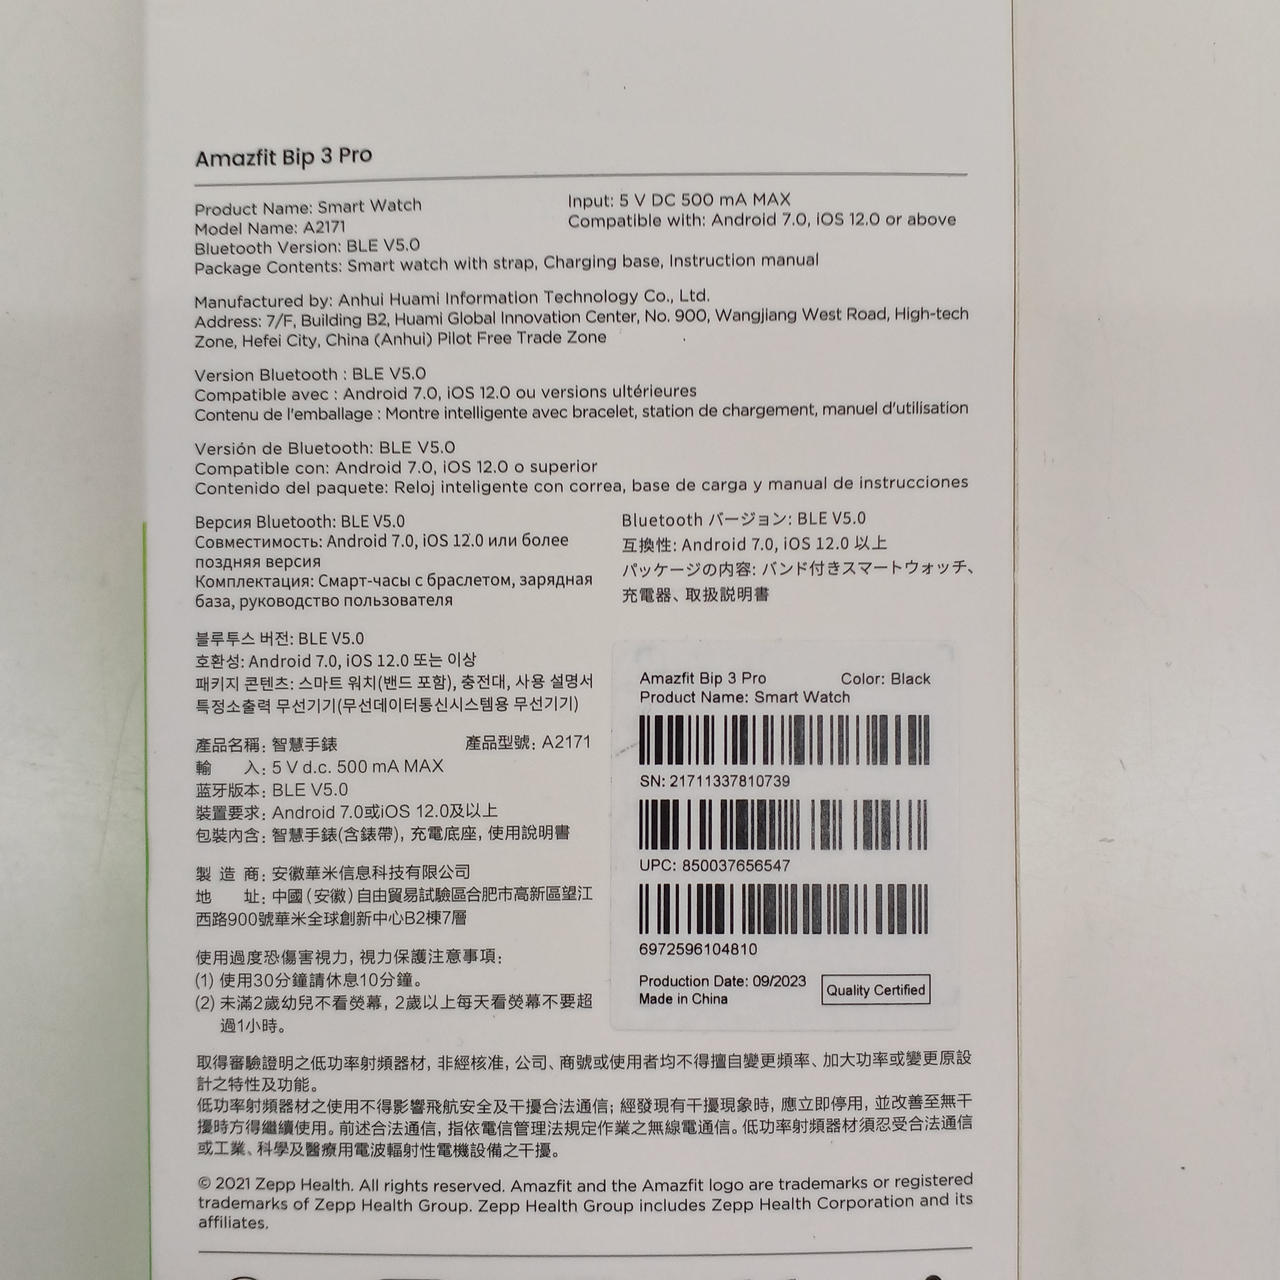 Amazfit Bip 3 Pro
Product Name: Smart Watch
Model Name: A2171
Bluetooth Version: BLE V5.0
Input: 5 V DC 500 mA MAX
Compatible with: Android 7.0, iOS 12.0 or above
Package Contents: Smart watch with strap, Charging base, Instruction manual
Manufactured by: Anhui Huami Information Technology Co., Ltd.
Address: 7/F, Building B2, Huami Global Innovation Center, No. 900, Wangjiang West Road, High-tech
Zone, Hefei City, China (Anhui) Pilot Free Trade Zone
Version Bluetooth : BLE V5.0
Compatible avec : Android 7.0, iOS 12.0 ou versions ultérieures
Contenu de l'emballage : Montre intelligente avec bracelet, station de chargement, manuel d'utilisation
Versión de Bluetooth: BLE V5.0
Compatible con: Android 7.0, iOS 12.0 o superior
Contenido del paquete: Reloj inteligente con correa, base de carga y manual de instrucciones
Версия Bluetooth: BLE V5.0
Совместимость: Android 7.0, iOS 12.0 или более
поздняя версия
Комплектация: Смарт-часы с браслетом, зарядная
база, руководство пользователя
Bluetooth バージョン: BLE V5.0
互換性: Android 7.0, iOS 12.0 以上
パッケージの内容: バンド付きスマートウォッチ、
充電器、取扱説明書
블루투스 버전: BLE V5.0
호환성: Android 7.0, iOS 12.0 또는 이상
패키지 콘텐츠: 스마트 워치(밴드 포함), 충전대, 사용 설명서
특정소출력 무선기기(무선데이터통신시스템용 무선기기)
產品名稱: 智慧手錶 產品型號: A2171
輸 入: 5 V d.c. 500 mA MAX
蓝牙版本: BLE V5.0
裝置要求: Android 7.0或iOS 12.0及以上
包裝內含: 智慧手錶(含錶帶), 充電底座, 使用說明書
製 造 商: 安徽華米信息科技有限公司
地 址: 中國 (安徽) 自由貿易試驗區合肥市高新區望江
西路900號華米全球創新中心B2棟7層
使用過度恐傷害視力, 視力保護注意事項:
(1) 使用30分鐘請休息10分鐘。
(2) 未滿2歲幼兒不看熒幕, 2歲以上每天看熒幕不要超
過1小時。
Amazfit Bip 3 Pro Color: Black
Product Name: Smart Watch
SN: 21711337810739
UPC: 850037656547
6972596104810
Production Date: 09/2023
Made in China
Quality Certified
取得審驗證明之低功率射頻器材, 非經核准, 公司、商號或使用者均不得擅自變更頻率、加大功率或變更原設
計之特性及功能。
低功率射頻器材之使用不得影響飛航安全及干擾合法通信; 經發現有干擾現象時, 應立即停用, 並改善至無干
擾時方得繼續使用。前述合法通信, 指依電信管理法規定作業之無線電通信。低功率射頻器材須忍受合法通信
或工業、科學及醫療用電波輻射性電機設備之干擾。
© 2021 Zepp Health. All rights reserved. Amazfit and the Amazfit logo are trademarks or registered
trademarks of Zepp Health Group. Zepp Health Group includes Zepp Health Corporation and its
affiliates.